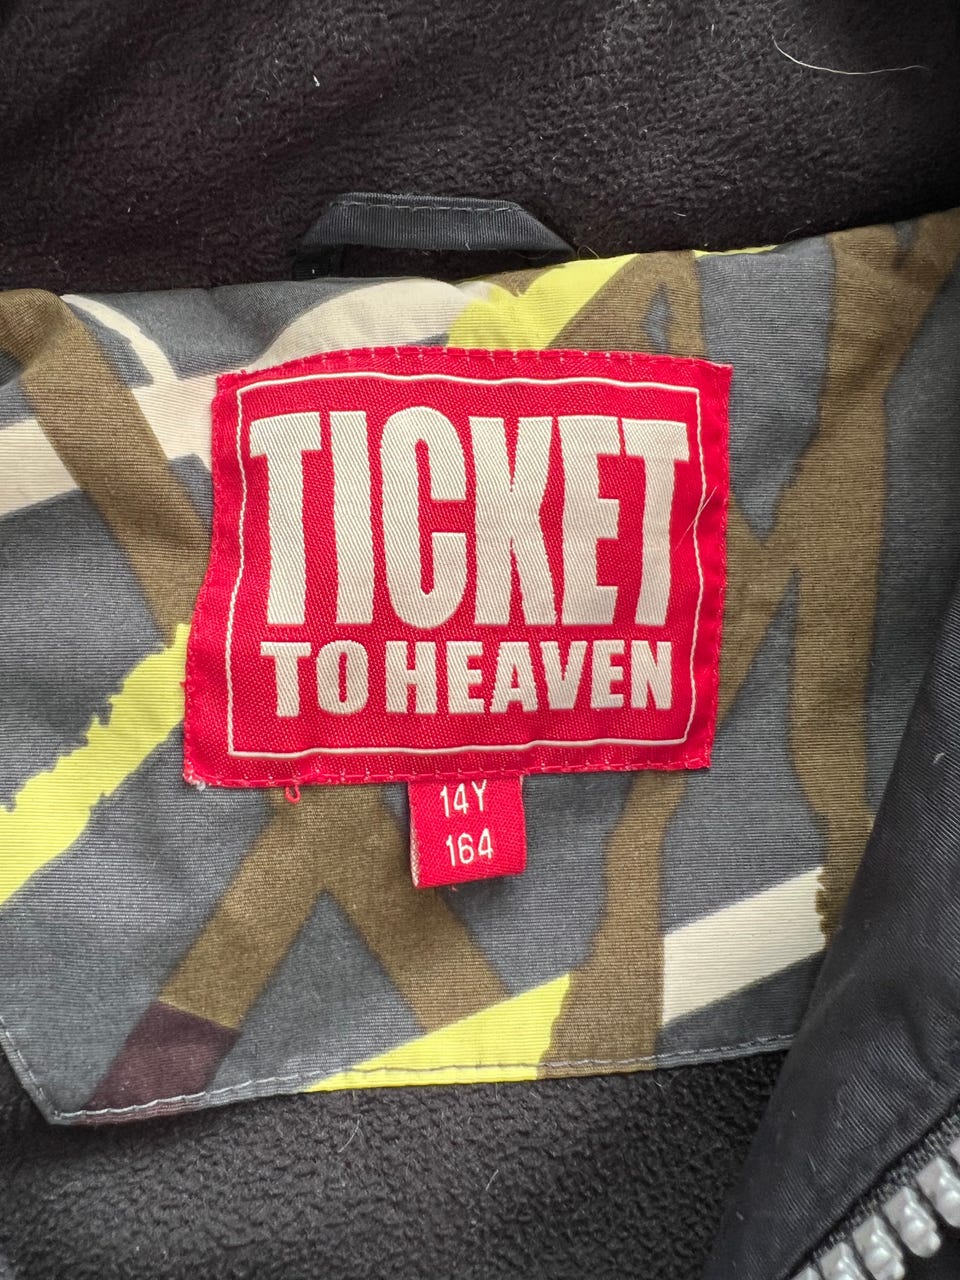 TICKET
TO HEAVEN
14Y
164